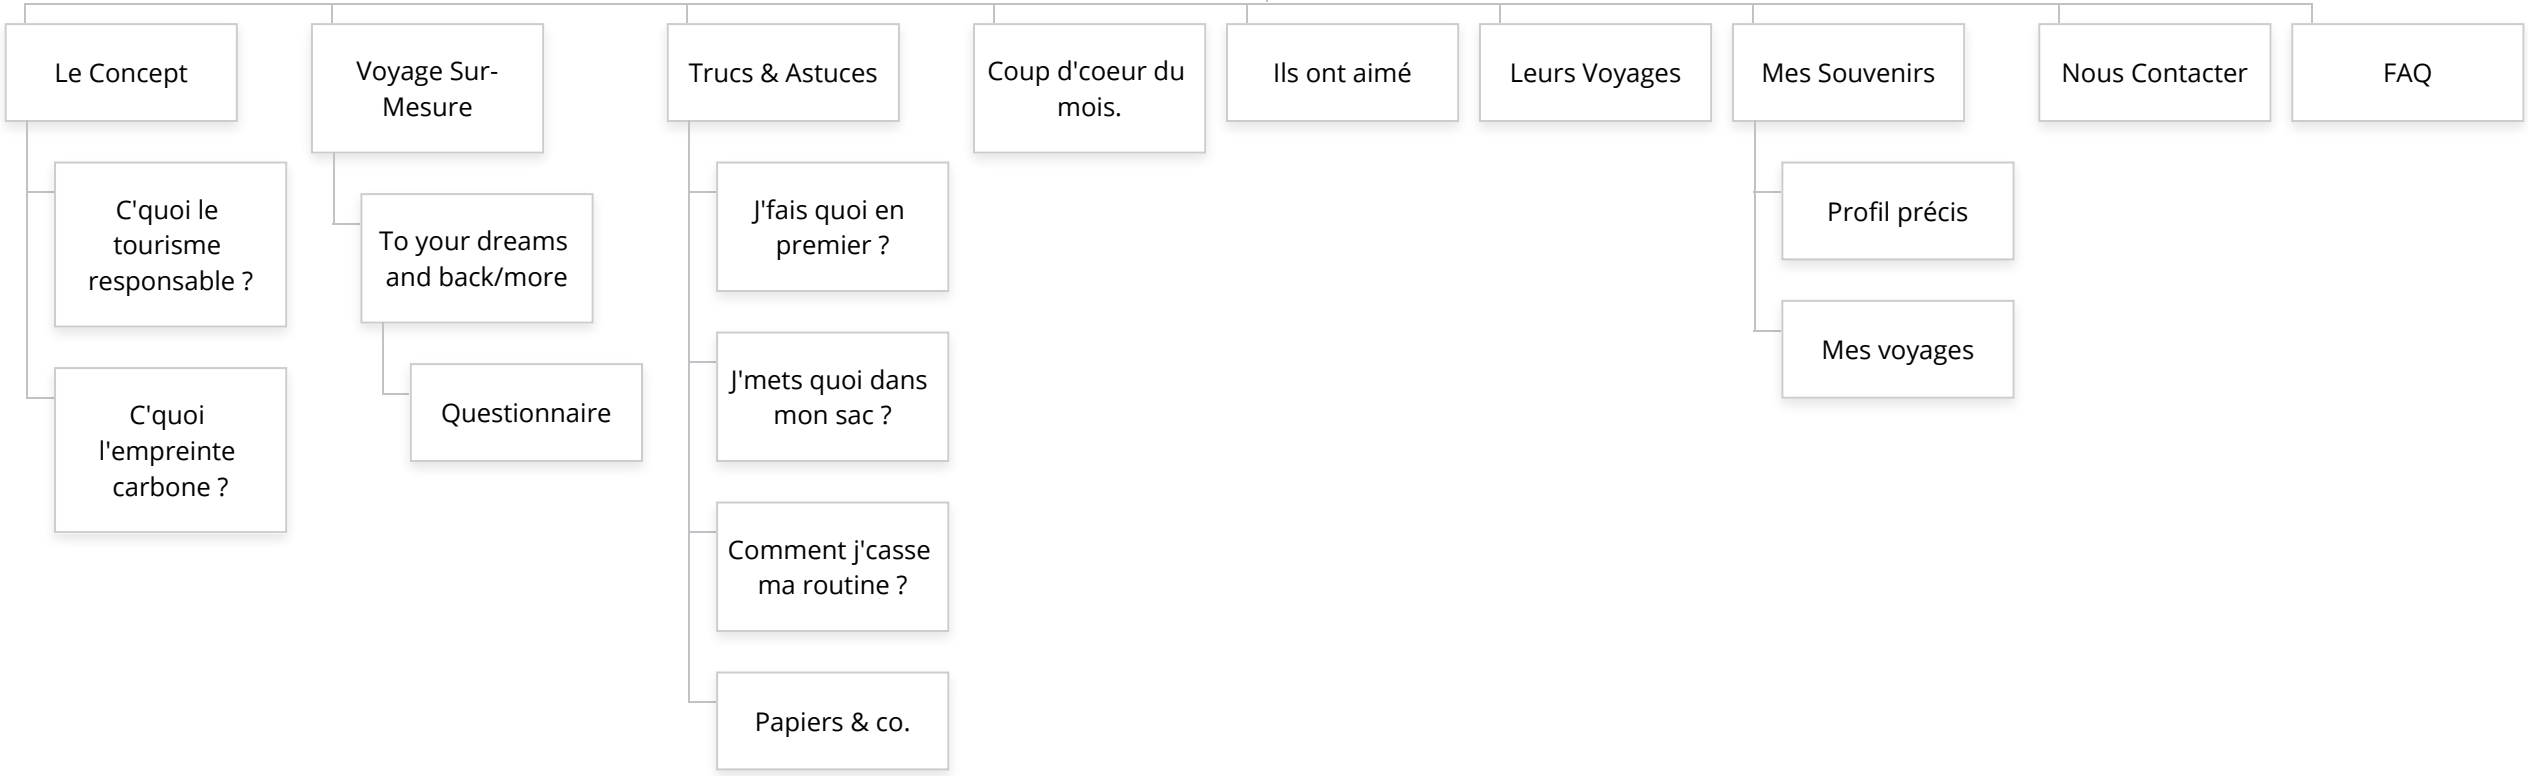 Le Concept
C'quoi le
tourisme
responsable ?
C'quoi
l'empreinte
carbone ?
Voyage Sur-
Mesure
To your dreams
and back/more
Questionnaire
Trucs & Astuces
J'fais quoi en
premier ?
J'mets quoi dans
mon sac ?
Comment j'casse
ma routine ?
Papiers & co.
Coup d'coeur du
mois.
Ils ont aimé
Leurs Voyages
Mes Souvenirs
Profil précis
Mes voyages
Nous Contacter
FAQ